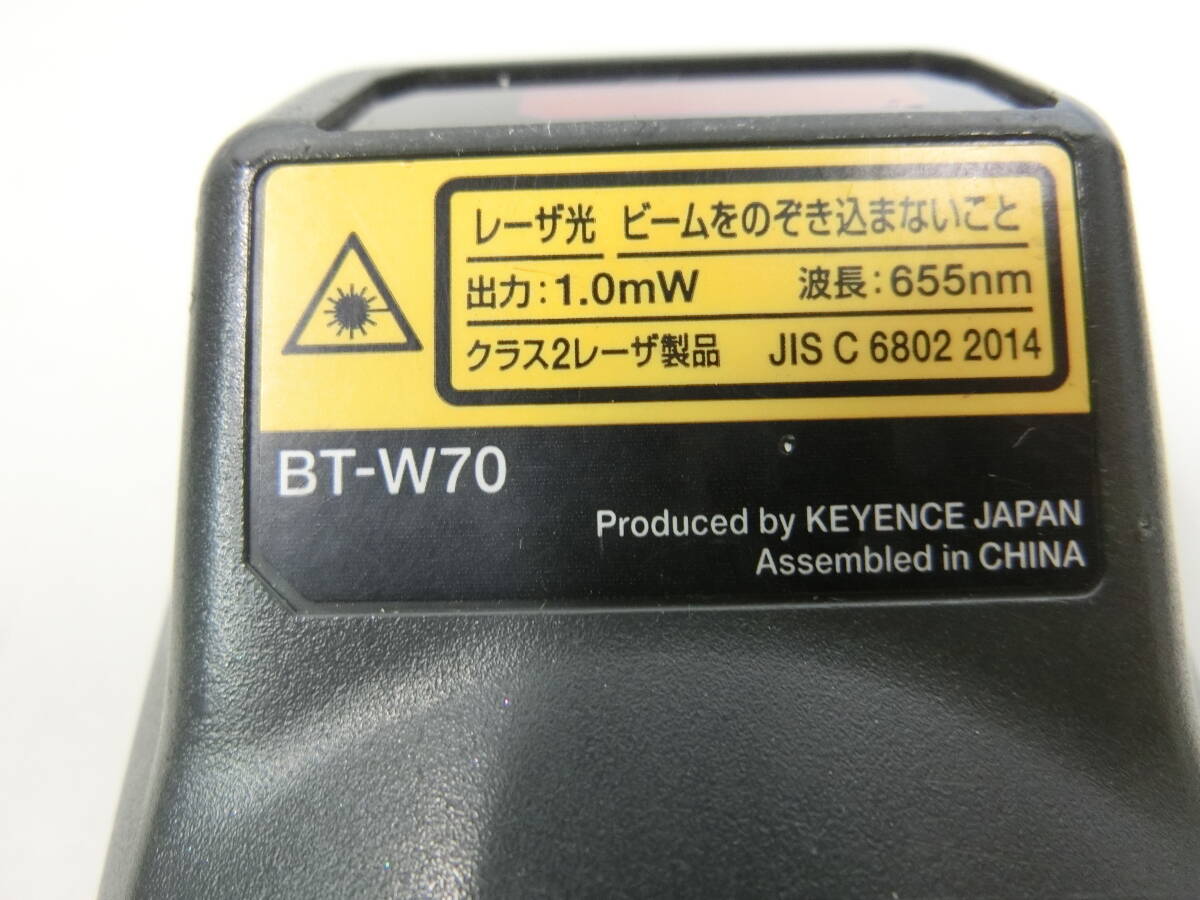 レーザ光 ビームをのぞき込まないこと
出力:1.0mW 波長:655nm
クラス2レーザ製品 JIS C 6802 2014
BT-W70
Produced by KEYENCE JAPAN
Assembled in CHINA